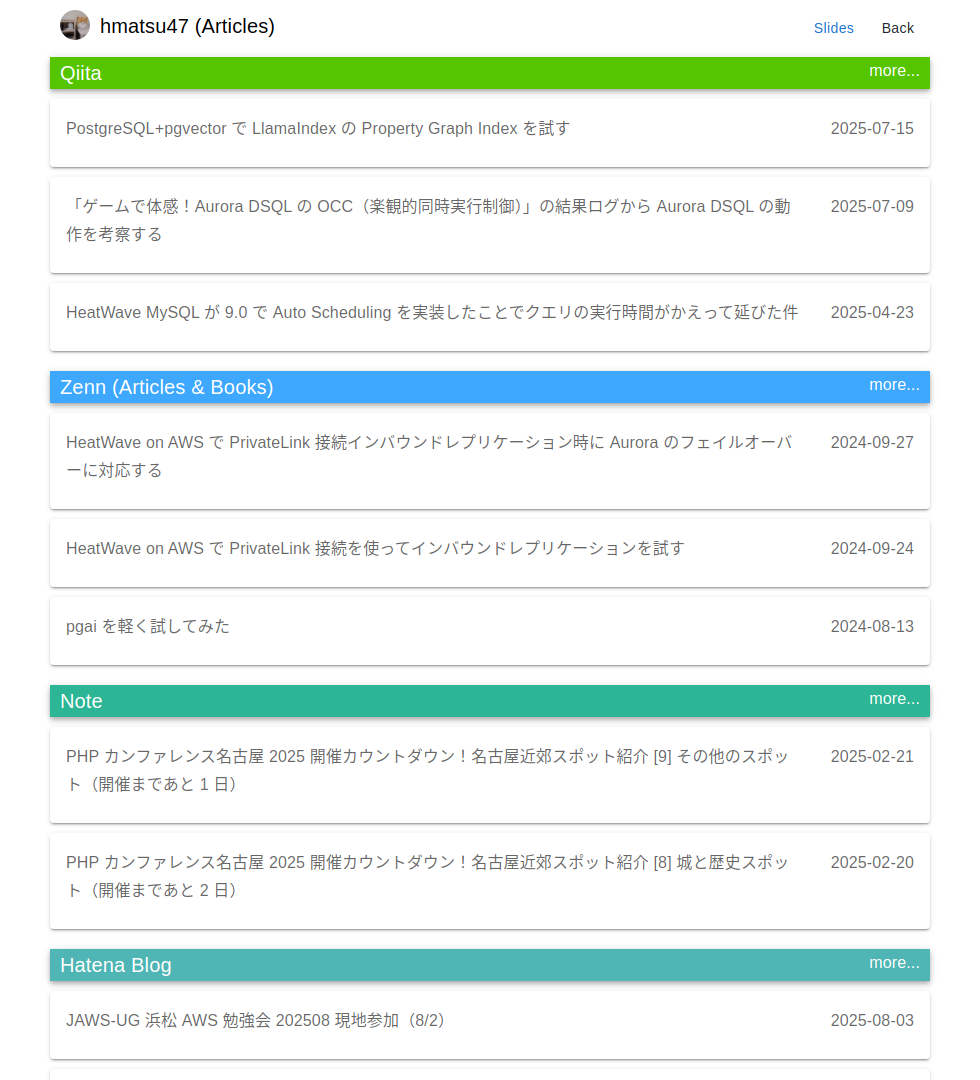 hmatsu47 (Articles)
Slides
Back
Qiita
more...
PostgreSQL+pgvector で LlamaIndex の Property Graph Index を試す
2025-07-15
「ゲームで体感！Aurora DSQL の OCC（楽観的同時実行制御）」の結果ログから Aurora DSQL の動
作を考察する
2025-07-09
HeatWave MySQL が 9.0 で Auto Scheduling を実装したことでクエリの実行時間がかえって延びた件
2025-04-23
Zenn (Articles & Books)
more...
HeatWave on AWS で PrivateLink 接続インバウンドレプリケーション時に Aurora のフェイルオーバ
ーに対応する
2024-09-27
HeatWave on AWS で PrivateLink 接続を使ってインバウンドレプリケーションを試す
2024-09-24
pgai を軽く試してみた
2024-08-13
Note
more...
PHP カンファレンス名古屋 2025 開催カウントダウン！名古屋近郊スポット紹介 [9] その他のスポッ
ト（開催まであと 1 日）
2025-02-21
PHP カンファレンス名古屋 2025 開催カウントダウン！名古屋近郊スポット紹介 [8] 城と歴史スポッ
ト（開催まであと 2 日）
2025-02-20
Hatena Blog
more...
JAWS-UG 浜松 AWS 勉強会 202508 現地参加（8/2）
2025-08-03